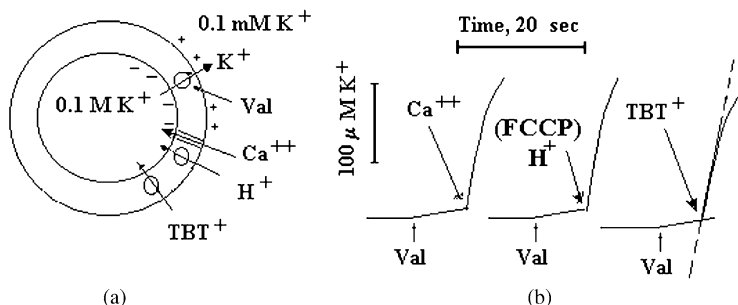 0.1 mM K+
K+
0.1 M K+
Val
Ca++
H+
TBT+
(a)
Time, 20 sec
100 μ M K+
Ca++
(FCCP)
H+
TBT+
Val
Val
Val
(b)